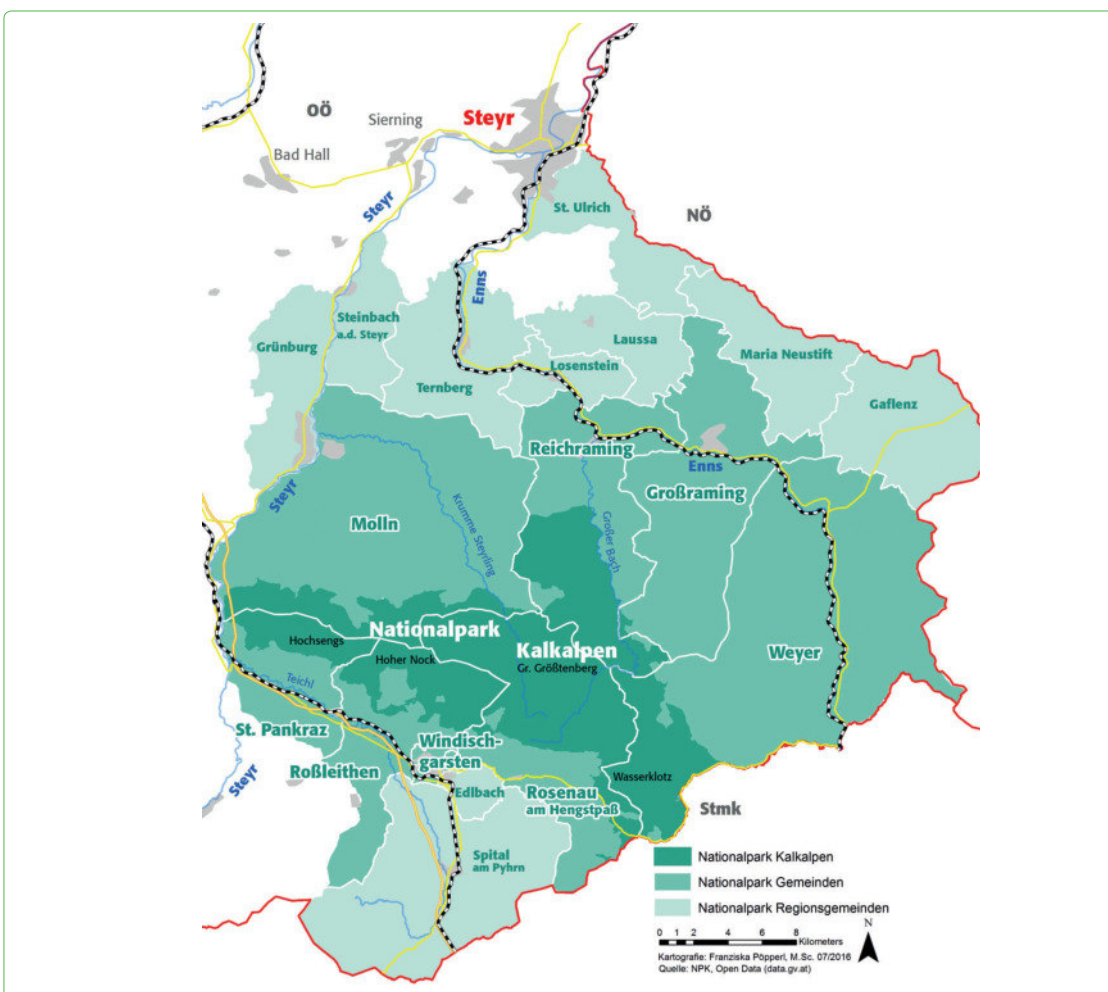 OÖ
Sierning
Steyr
Bad Hall
Steyr
St. Ulrich
NÖ
Enns
Steinbach
a.d. Steyr
Grünburg
Laussa
Maria Neustift
Losenstein
Ternberg
Gaflenz
Reichraming
Enns
Steyr
Großraming
Molln
Krumme Steyrling
Großer Bach
Nationalpark
Kalkalpen
Hochsengs
Hoher Nock
Gr. Größtenberg
Weyer
Teichl
St. Pankraz
Windisch-
garsten
Roßleithen
Steyr
Wasserklotz
Edlbach
Rosenau
am Hengstpaß
Stmk
Spital
am Pyhrn
Nationalpark Kalkalpen
Nationalpark Gemeinden
Nationalpark Regionsgemeinden
N
0 1 2 4 6 8
Kilometers
Kartografie: Franziska Pöpperl, M.Sc. 07/2016
Quelle: NPK, Open Data (data.gv.at)